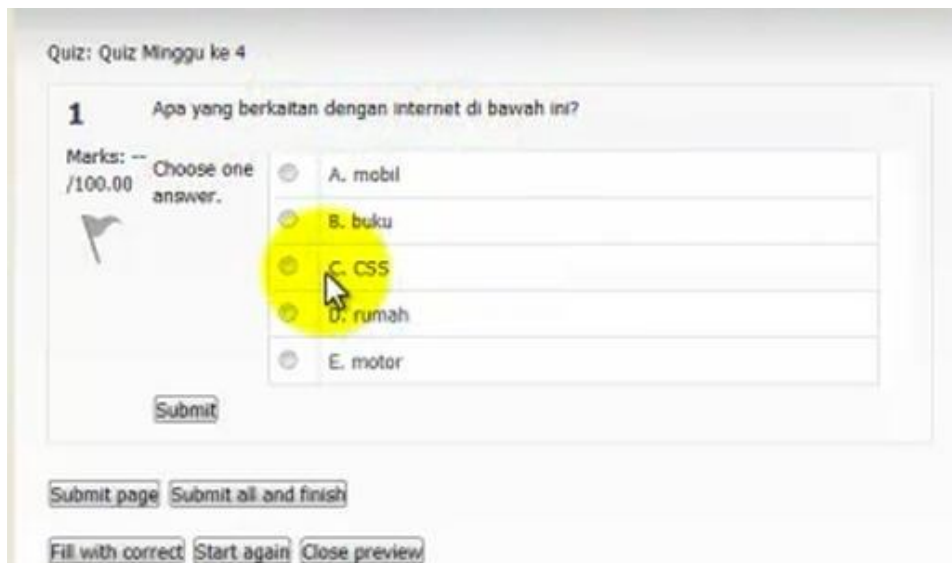 Quiz: Quiz Minggu ke 4
1
Apa yang berkaitan dengan internet di bawah ini?
Marks: --
/100.00
Choose one
answer.
A. mobil
B. buku
C. CSS
D. rumah
E. motor
Submit
Submit page Submit all and finish
Fill with correct Start again Close preview